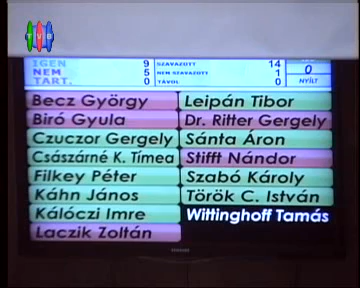 TVB
IGEN 9 SZAVAZOTT 14
NEM 5 NEM SZAVAZOTT 1
TART. 0 TÁVOL 0
0
NYÍLT
Becz György
Biró Gyula
Czuczor Gergely
Császárné K. Tímea
Filkey Péter
Káhn János
Kálóczi Imre
Laczik Zoltán
Leipán Tibor
Dr. Ritter Gergely
Sánta Áron
Stifft Nándor
Szabó Károly
Török C. István
Wittinghoff Tamás
SAMSUNG